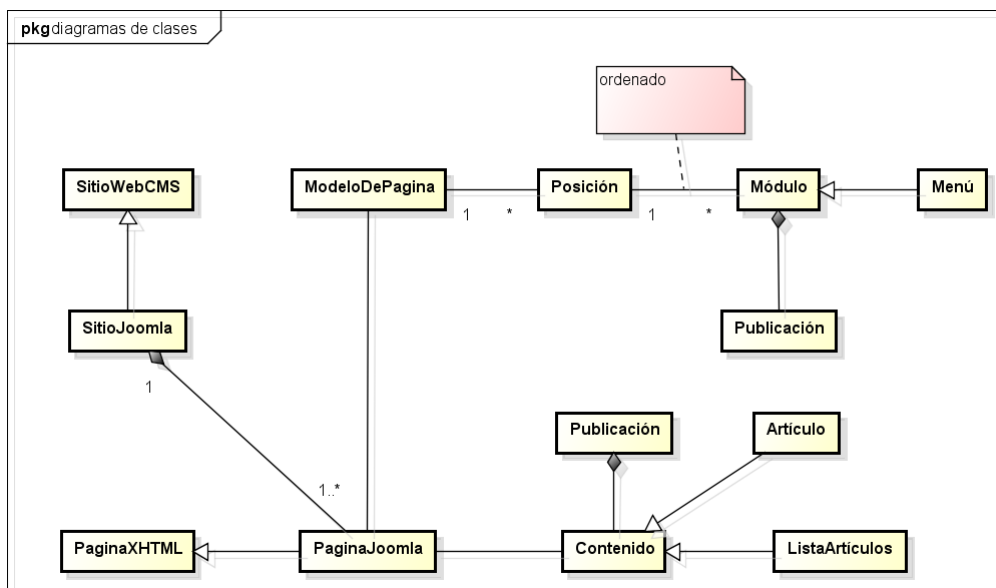 pkg diagramas de clases
ordenado
SitioWebCMS
ModeloDePagina
Posición
Módulo
Menú
1
*
1
*
SitioJoomla
Publicación
1
Publicación
Artículo
1..*
PaginaXHTML
PaginaJoomla
Contenido
ListaArtículos